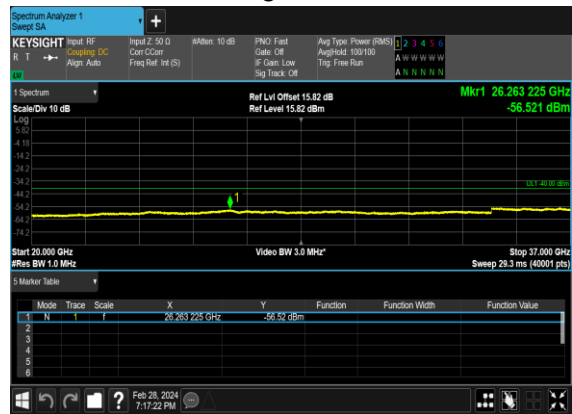 Spectrum Analyzer 1
Swept SA
+
KEYSIGHT Input: RF Input Z: 50 Ω #Atten: 10 dB PNO: Fast Avg Type: Power (RMS) 1 2 3 4 5 6
R T Coupling: DC Corr CCorr Gate: Off Avg|Hold: 100/100 A W W W W W
Align: Auto Freq Ref: Int (S) IF Gain: Low Trig: Free Run
Sig Track: Off A N N N N N
1 Spectrum Ref Lvl Offset 15.82 dB Mkr1 26.263 225 GHz
Scale/Div 10 dB Ref Level 15.82 dBm -56.521 dBm
Log
5.82
-4.18
-14.2
-24.2
-34.2
DL1 -40.00 dBm
-44.2
1
-54.2
-64.2
-74.2
Start 20.000 GHz Video BW 3.0 MHz* Stop 37.000 GHz
#Res BW 1.0 MHz Sweep 29.3 ms (40001 pts)
5 Marker Table
Mode Trace Scale X Y Function Function Width Function Value
1 N 1 f 26.263 225 GHz -56.52 dBm
2
3
4
5
6
? Feb 28, 2024
7:17:22 PM